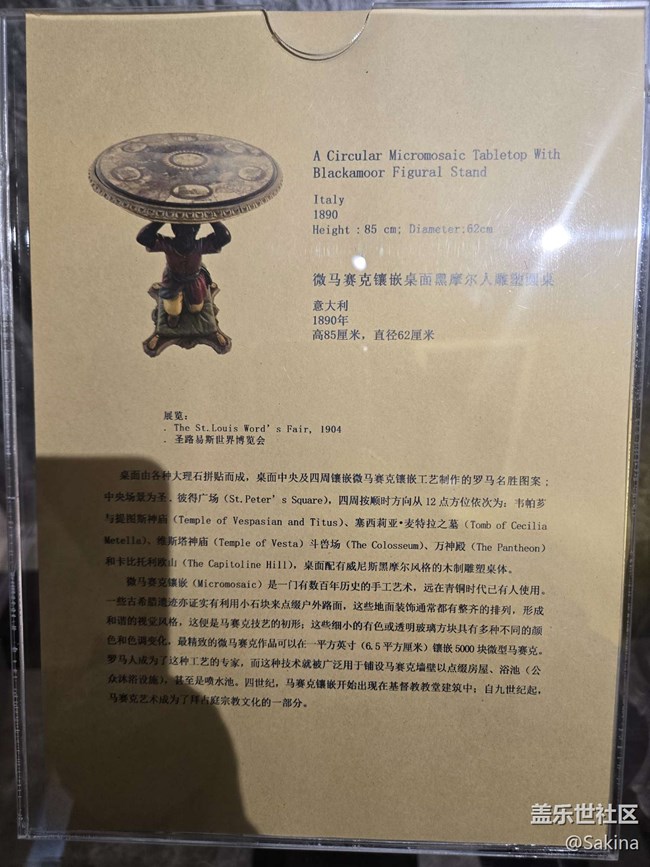 A Circular Micromosaic Tabletop With
Blackamoor Figural Stand
Italy
1890
Height : 85 cm; Diameter:62cm
微马赛克镶嵌桌面黑摩尔人雕塑圆桌
意大利
1890年
高85厘米，直径62厘米
展览：
. The St.Louis Word’s Fair, 1904
. 圣路易斯世界博览会
桌面由各种大理石拼贴而成，桌面中央及四周镶嵌微马赛克镶嵌工艺制作的罗马名胜图案；
中央场景为圣．彼得广场（St.Peter’s Square），四周按顺时方向从12点方位依次为：韦帕芗
与提图斯神庙（Temple of Vespasian and Titus）、塞西莉亚·麦特拉之墓（Tomb of Cecilia
Metella）、维斯塔神庙（Temple of Vesta）斗兽场（The Colosseum）、万神殿（The Pantheon）
和卡比托利欧山（The Capitoline Hill），桌面配有威尼斯黑摩尔风格的木制雕塑桌体。
微马赛克镶嵌（Micromosaic）是一门有数百年历史的手工艺术，远在青铜时代已有人使用。
一些古希腊遗迹亦证实有利用小石块来点缀户外路面，这些地面装饰通常都有整齐的排列，形成
和谐的视觉风格，这便是马赛克技艺的初形；这些细小的有色或透明玻璃方块具有多种不同的颜
色和色调变化，最精致的微马赛克作品可以在一平方英寸（6.5平方厘米）镶嵌5000块微型马赛克。
罗马人成为了这种工艺的专家，而这种技术就被广泛用于铺设马赛克墙壁以点缀房屋、浴池（公
众沐浴设施），甚至是喷水池。四世纪，马赛克镶嵌开始出现在基督教教堂建筑中；自九世纪起，
马赛克艺术成为了拜占庭宗教文化的一部分。
盖乐世社区
@Sakina